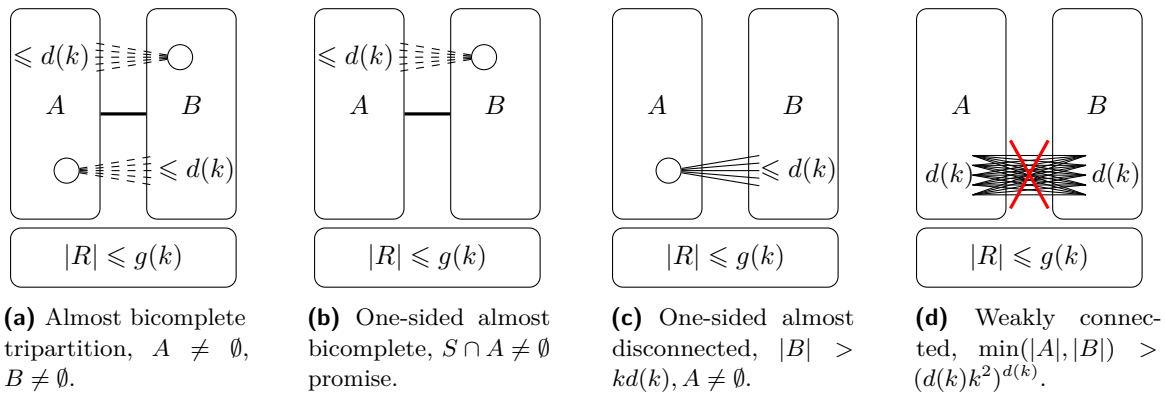 ⩽ d(k)
A
B
⩽ d(k)
|R| ⩽ g(k)
(a) Almost bicomplete
tripartition, A ≠ ∅,
B ≠ ∅.
⩽ d(k)
A
B
|R| ⩽ g(k)
(b) One-sided almost
bicomplete, S ∩ A ≠ ∅
promise.
A
B
⩽ d(k)
|R| ⩽ g(k)
(c) One-sided almost
disconnected, |B| >
kd(k), A ≠ ∅.
A
B
d(k)
d(k)
|R| ⩽ g(k)
(d) Weakly connec-
ted, min(|A|, |B|) >
(d(k)k²)^{d(k)}.